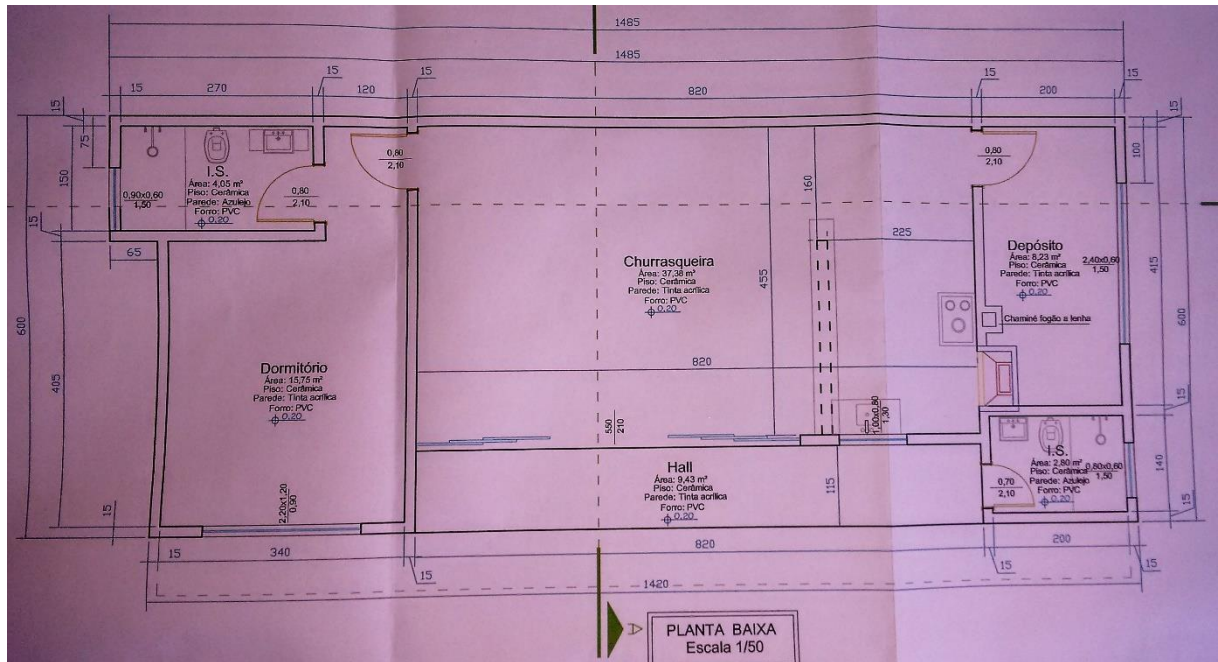 1485
1485
15
15
15
15
15
270
120
820
200
15
75
150
15
65
600
405
15
I.S.
Área: 4,05 m²
Piso: Cerâmica
Parede: Azulejo
Forro: PVC
0,20
0,90x0,60
1,50
0,80
2,10
0,80
2,10
0,80
2,10
160
225
455
820
Churrasqueira
Área: 37,38 m²
Piso: Cerâmica
Parede: Tinta acrílica
Forro: PVC
0,20
Depósito
Área: 8,23 m²
Piso: Cerâmica
Parede: Tinta acrílica
Forro: PVC
0,20
2,40x0,60
1,50
Chaminé fogão a lenha
15
100
415
600
15
140
15
Dormitório
Área: 15,75 m²
Piso: Cerâmica
Parede: Tinta acrílica
Forro: PVC
0,20
2,20x1,20
0,90
550
210
1,00x0,80
1,30
Hall
Área: 9,43 m²
Piso: Cerâmica
Parede: Tinta acrílica
Forro: PVC
0,20
115
I.S.
Área: 2,80 m²
Piso: Cerâmica
Parede: Azulejo
Forro: PVC
0,20
0,80x0,60
1,50
0,70
2,10
15
340
15
820
15
200
15
1420
A
PLANTA BAIXA
Escala 1/50